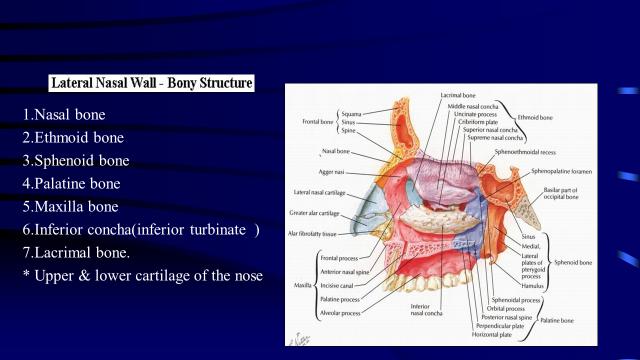 Lateral Nasal Wall - Bony Structure
1.Nasal bone
2.Ethmoid bone
3.Sphenoid bone
4.Palatine bone
5.Maxilla bone
6.Inferior concha(inferior turbinate )
7.Lacrimal bone.
* Upper & lower cartilage of the nose
Lacrimal bone
Middle nasal concha
Uncinate process
Cribriform plate
Superior nasal concha
Supreme nasal concha
Ethmoid bone
Squama
Sinus
Spine
Frontal bone
Nasal bone
Agger nasi
Lateral nasal cartilage
Greater alar cartilage
Alar fibrofatty tissue
Frontal process
Anterior nasal spine
Incisive canal
Palatine process
Alveolar process
Maxilla
Inferior
nasal concha
Sphenoethmoidal recess
Sphenopalatine foramen
Basilar part of
occipital bone
Sinus
Medial,
Lateral
plates of
pterygoid
process
Hamulus
Sphenoid bone
Sphenoidal process
Orbital process
Posterior nasal spine
Perpendicular plate
Horizontal plate
Palatine bone